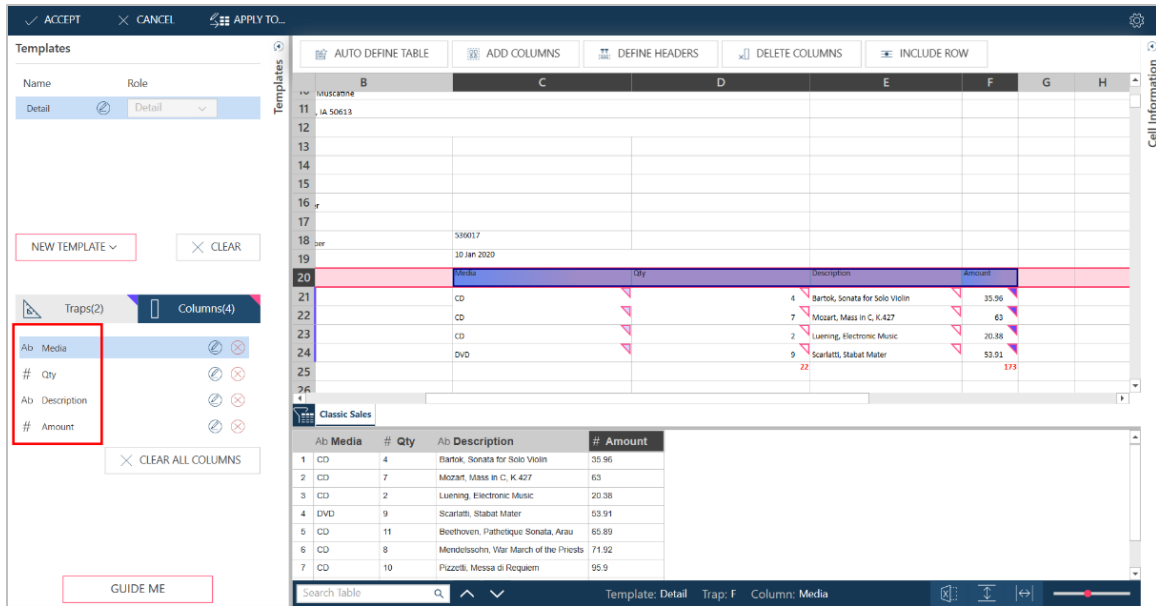 ACCEPT CANCEL APPLY TO...
Templates
Name Role
Detail Detail
NEW TEMPLATE CLEAR
Traps(2) Columns(4)
Ab Media
# Qty
Ab Description
# Amount
CLEAR ALL COLUMNS
GUIDE ME
Templates
AUTO DEFINE TABLE ADD COLUMNS DEFINE HEADERS DELETE COLUMNS INCLUDE ROW
B C D E F G H
10 Muscatine
11 , IA 50613
12
13
14
15
16 er
17
18 ber 536017
19 10 Jan 2020
20 Media Qty Description Amount
21 CD 4 Bartok, Sonata for Solo Violin 35.96
22 CD 7 Mozart, Mass in C, K.427 63
23 CD 2 Luening, Electronic Music 20.38
24 DVD 9 Scarlatti, Stabat Mater 53.91
25 22 173
26
Classic Sales
Ab Media # Qty Ab Description # Amount
1 CD 4 Bartok, Sonata for Solo Violin 35.96
2 CD 7 Mozart, Mass in C, K.427 63
3 CD 2 Luening, Electronic Music 20.38
4 DVD 9 Scarlatti, Stabat Mater 53.91
5 CD 11 Beethoven, Pathetique Sonata, Arau 65.89
6 CD 8 Mendelssohn, War March of the Priests 71.92
7 CD 10 Pizzetti, Messa di Requiem 95.9
Search Table Template: Detail Trap: F Column: Media
Cell Information